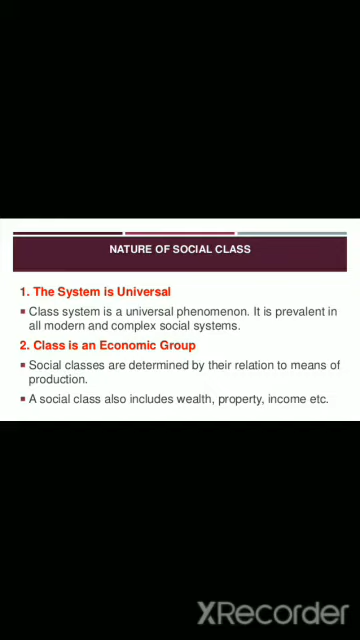 NATURE OF SOCIAL CLASS
1. The System is Universal
▪ Class system is a universal phenomenon. It is prevalent in
all modern and complex social systems.
2. Class is an Economic Group
▪ Social classes are determined by their relation to means of
production.
▪ A social class also includes wealth, property, income etc.
XRecorder